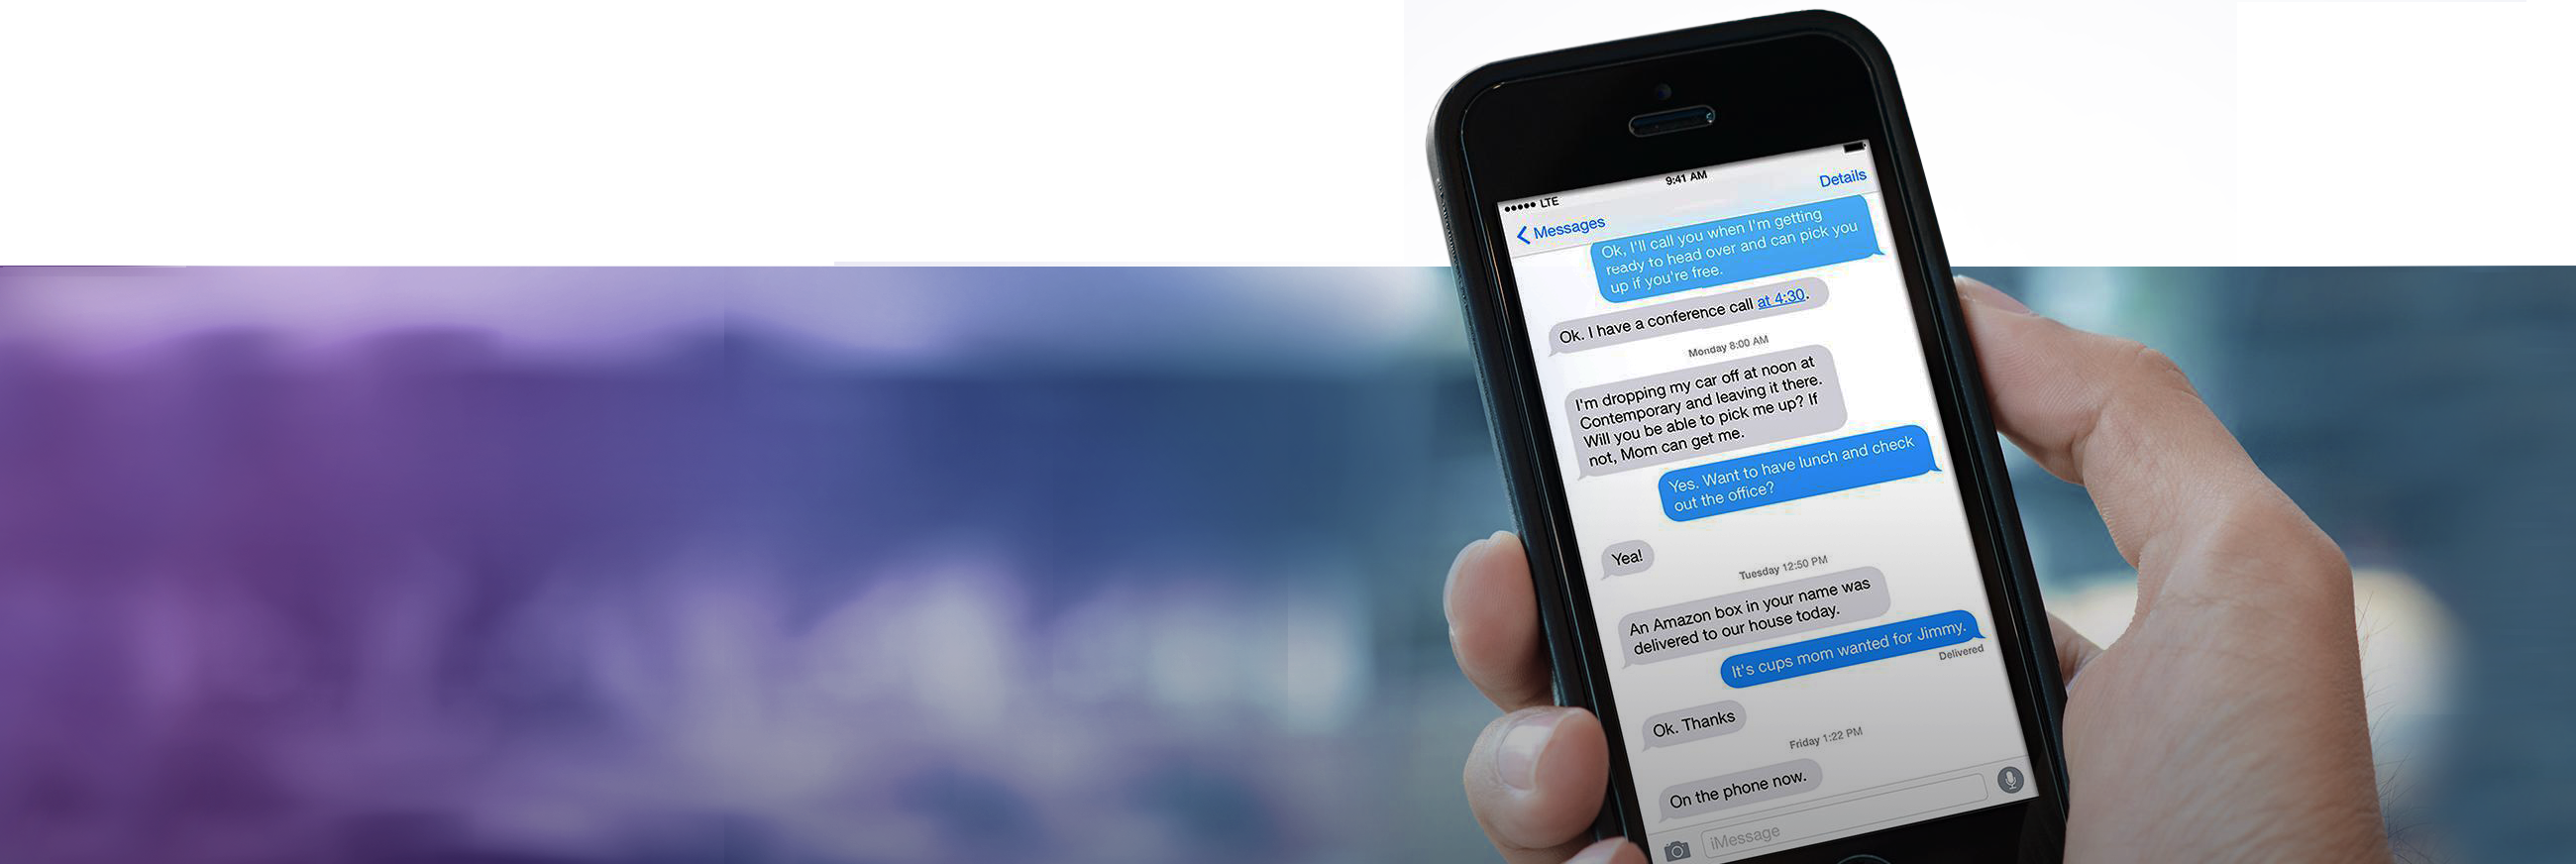 9:41 AM
●●●●● LTE
Details
Messages
Ok, I'll call you when I'm getting
ready to head over and can pick you
up if you're free.
Ok. I have a conference call at 4:30.
Monday 8:00 AM
I'm dropping my car off at noon at
Contemporary and leaving it there.
Will you be able to pick me up? If
not, Mom can get me.
Yes. Want to have lunch and check
out the office?
Yea!
Tuesday 12:50 PM
An Amazon box in your name was
delivered to our house today.
It's cups mom wanted for Jimmy.
Delivered
Ok. Thanks
Friday 1:22 PM
On the phone now.
iMessage